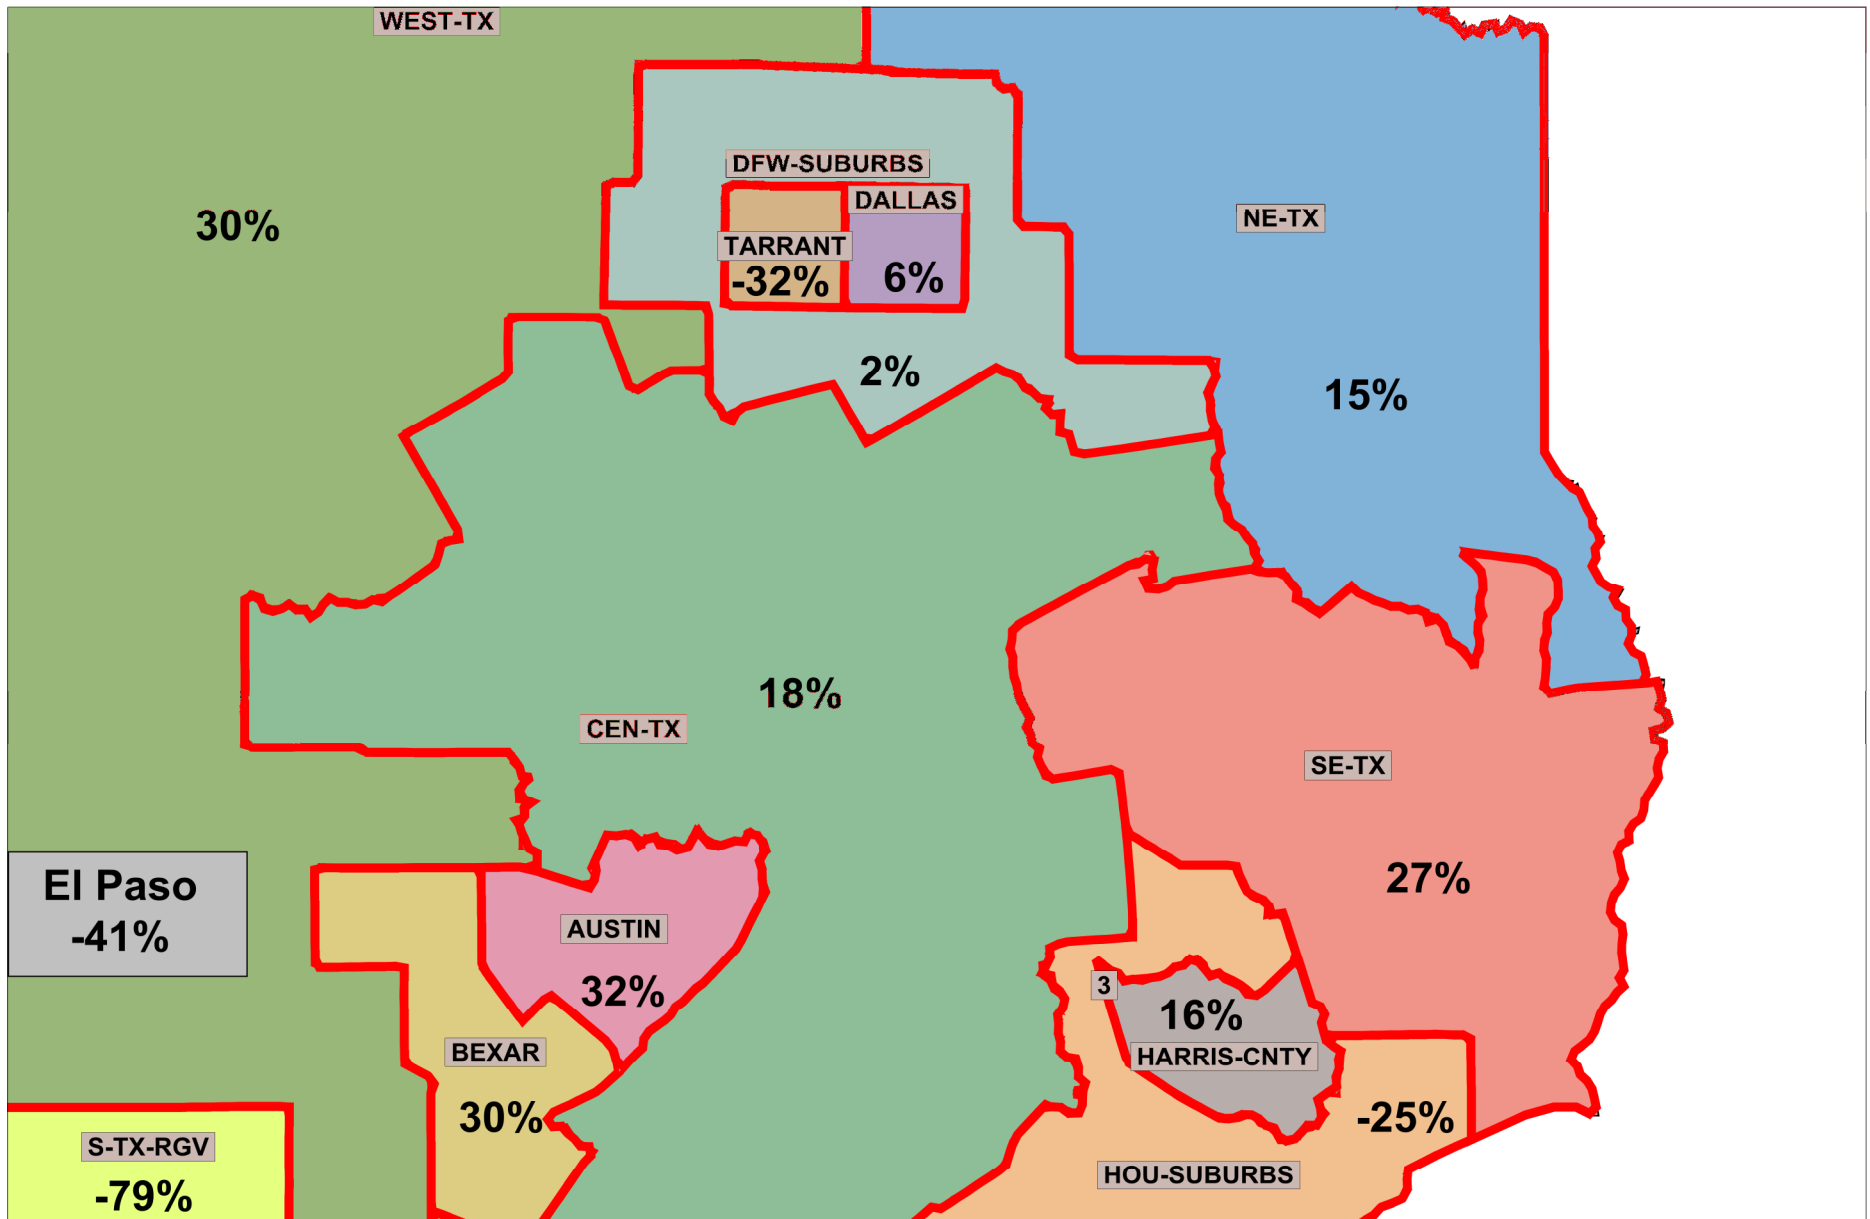 WEST-TX
30%
DFW-SUBURBS
DALLAS
TARRANT
-32%
6%
2%
NE-TX
15%
18%
CEN-TX
SE-TX
27%
El Paso
-41%
AUSTIN
32%
3
16%
HARRIS-CNTY
BEXAR
30%
-25%
HOU-SUBURBS
S-TX-RGV
-79%